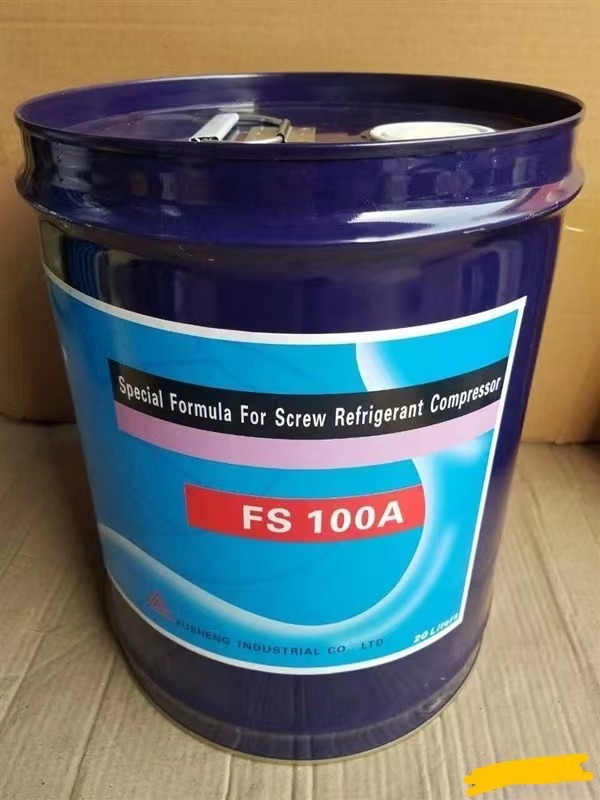 Special Formula For Screw Refrigerant Compressor
FS 100A
FUSHENG INDUSTRIAL CO., LTD
20 Liters